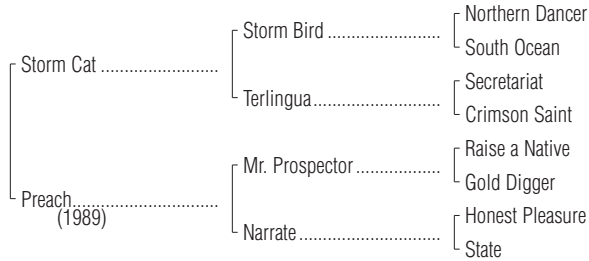 Northern Dancer
Storm Bird ....................
South Ocean
Storm Cat .....................
Secretariat
Terlingua.......................
Crimson Saint
Raise a Native
Mr. Prospector ...............
Gold Digger
Preach..........................
(1989)
Honest Pleasure
Narrate..........................
State